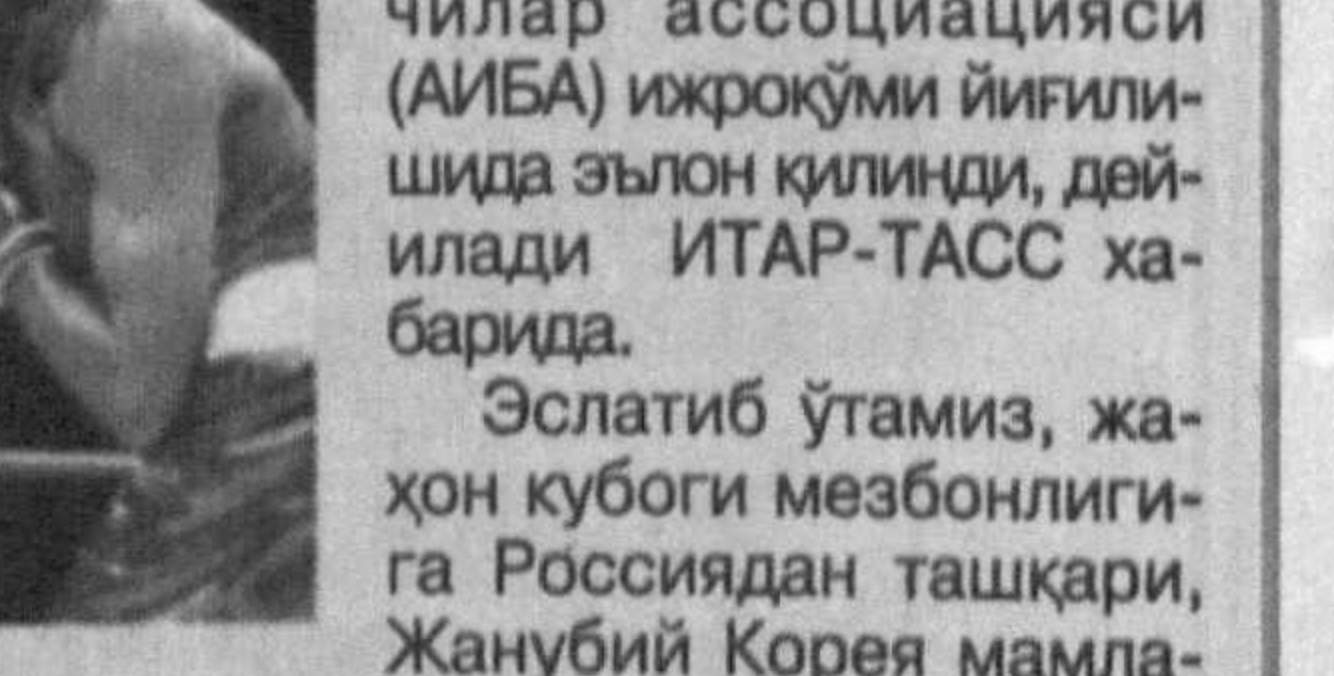 чилар ассоциацияси
(АИБА) ижроқўми йиғили-
шида эълон қилинди, дей-
илади ИТАР-ТАСС ха-
барида.
Эслатиб ўтамиз, жа-
ҳон кубоги мезбонлиги-
га Россиядан ташқари,
Жанубий Корея мамла-